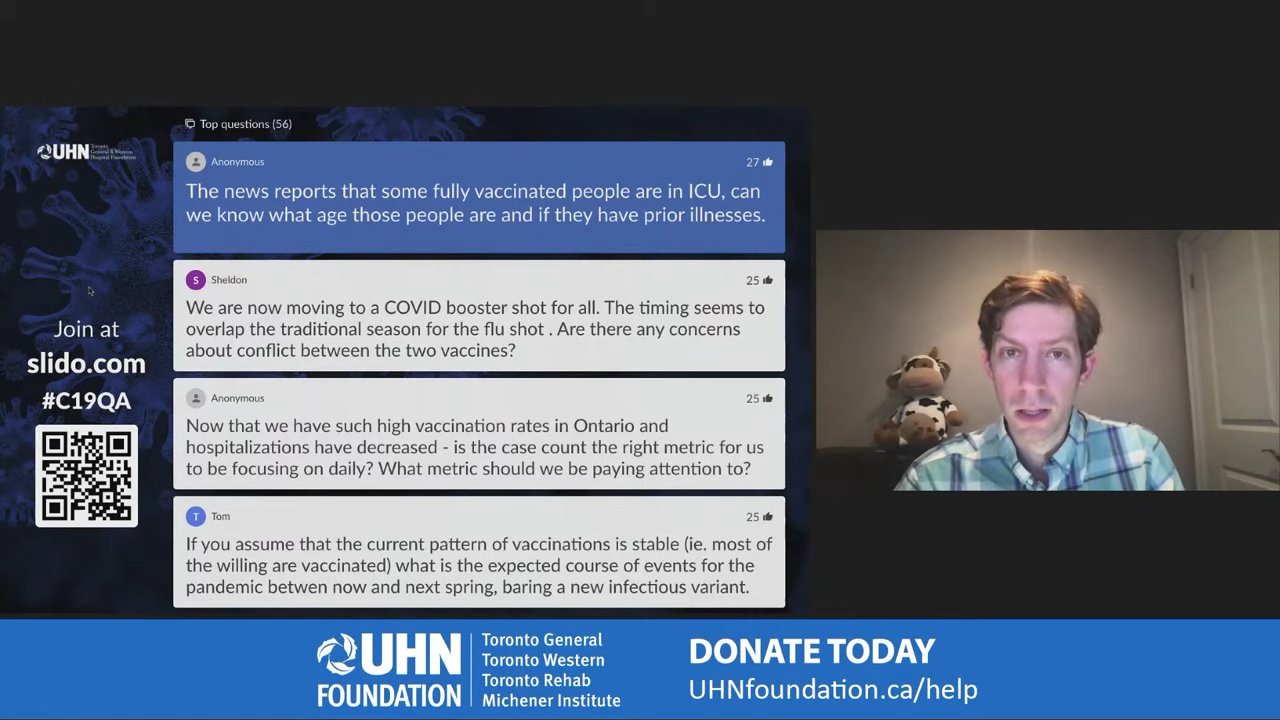 Top questions (56)
UHN Toronto
General & Western
Hospital Foundation
Anonymous
27
The news reports that some fully vaccinated people are in ICU, can
we know what age those people are and if they have prior illnesses.
S Sheldon
25
We are now moving to a COVID booster shot for all. The timing seems to
overlap the traditional season for the flu shot . Are there any concerns
about conflict between the two vaccines?
Anonymous
25
Now that we have such high vaccination rates in Ontario and
hospitalizations have decreased - is the case count the right metric for us
to be focusing on daily? What metric should we be paying attention to?
T Tom
25
If you assume that the current pattern of vaccinations is stable (ie. most of
the willing are vaccinated) what is the expected course of events for the
pandemic betwen now and next spring, baring a new infectious variant.
Join at
slido.com
#C19QA
UHN
FOUNDATION
Toronto General
Toronto Western
Toronto Rehab
Michener Institute
DONATE TODAY
UHNfoundation.ca/help